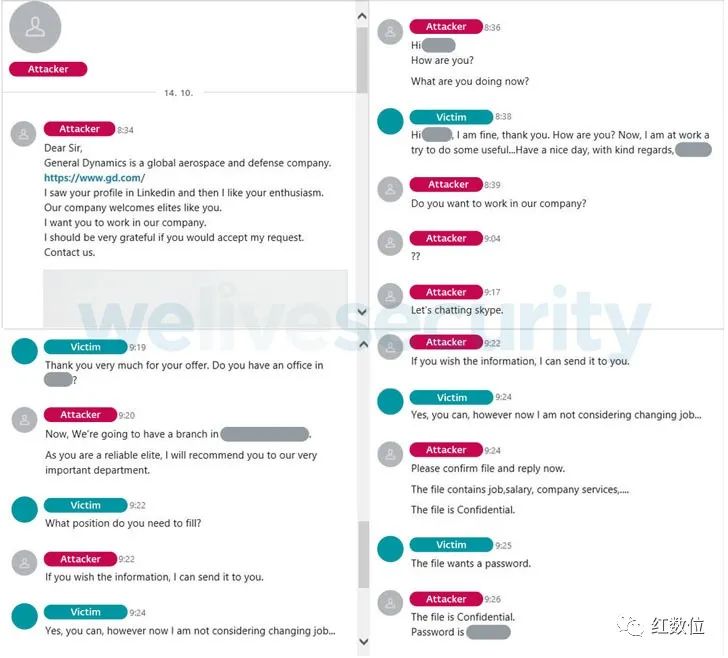 Attacker
14. 10.
Attacker 8:34
Dear Sir,
General Dynamics is a global aerospace and defense company.
https://www.gd.com/
I saw your profile in Linkedin and then I like your enthusiasm.
Our company welcomes elites like you.
I want you to work in our company.
I should be very grateful if you would accept my request.
Contact us.
Attacker 8:36
Hi
How are you?
What are you doing now?
Victim 8:38
Hi , I am fine, thank you. How are you? Now, I am at work a
try to do some useful...Have a nice day, with kind regards,
Attacker 8:39
Do you want to work in our company?
Attacker 9:04
??
Attacker 9:17
Let's chatting skype.
welivesecurity
Victim 9:19
Thank you very much for your offer. Do you have an office in
?
Attacker 9:20
Now, We're going to have a branch in .
As you are a reliable elite, I will recommend you to our very
important department.
Victim 9:22
What position do you need to fill?
Attacker 9:22
If you wish the information, I can send it to you.
Victim 9:24
Yes, you can, however now I am not considering changing job...
Attacker 9:22
If you wish the information, I can send it to you.
Victim 9:24
Yes, you can, however now I am not considering changing job...
Attacker 9:24
Please confirm file and reply now.
The file contains job,salary, company services,....
The file is Confidential.
Victim 9:25
The file wants a password.
Attacker 9:26
The file is Confidential.
Password is
红数位